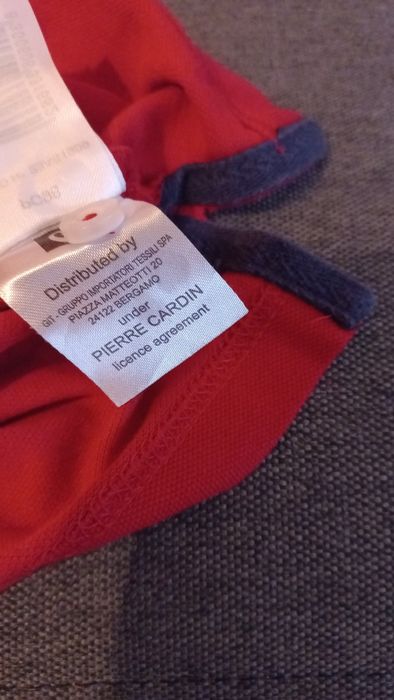 Distributed by
GIT - GRUPPO IMPORTATORI TESSILI SPA
PIAZZA MATTEOTTI 20
24122 BERGAMO
under
PIERRE CARDIN
licence agreement